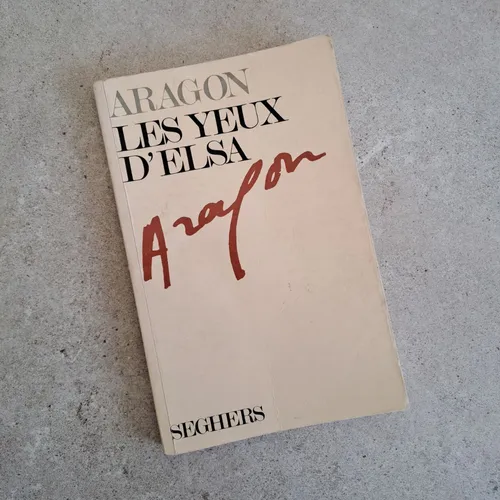 ARAGON
LES YEUX
D'ELSA
Aragon
SEGHERS